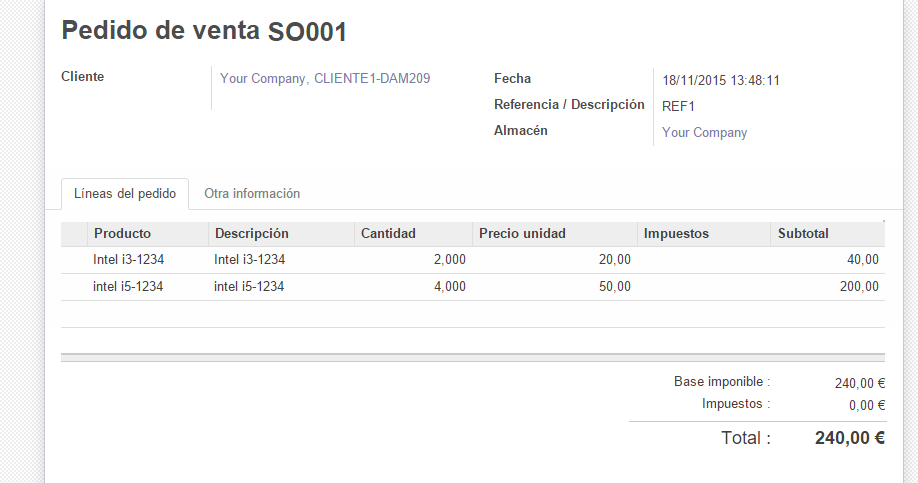 Pedido de venta SO001
Cliente Your Company, CLIENTE1-DAM209
Fecha 18/11/2015 13:48:11
Referencia / Descripción REF1
Almacén Your Company
Líneas del pedido Otra información
Producto Descripción Cantidad Precio unidad Impuestos Subtotal
Intel i3-1234 Intel i3-1234 2,000 20,00 40,00
intel i5-1234 intel i5-1234 4,000 50,00 200,00
Base imponible : 240,00 €
Impuestos : 0,00 €
Total : 240,00 €